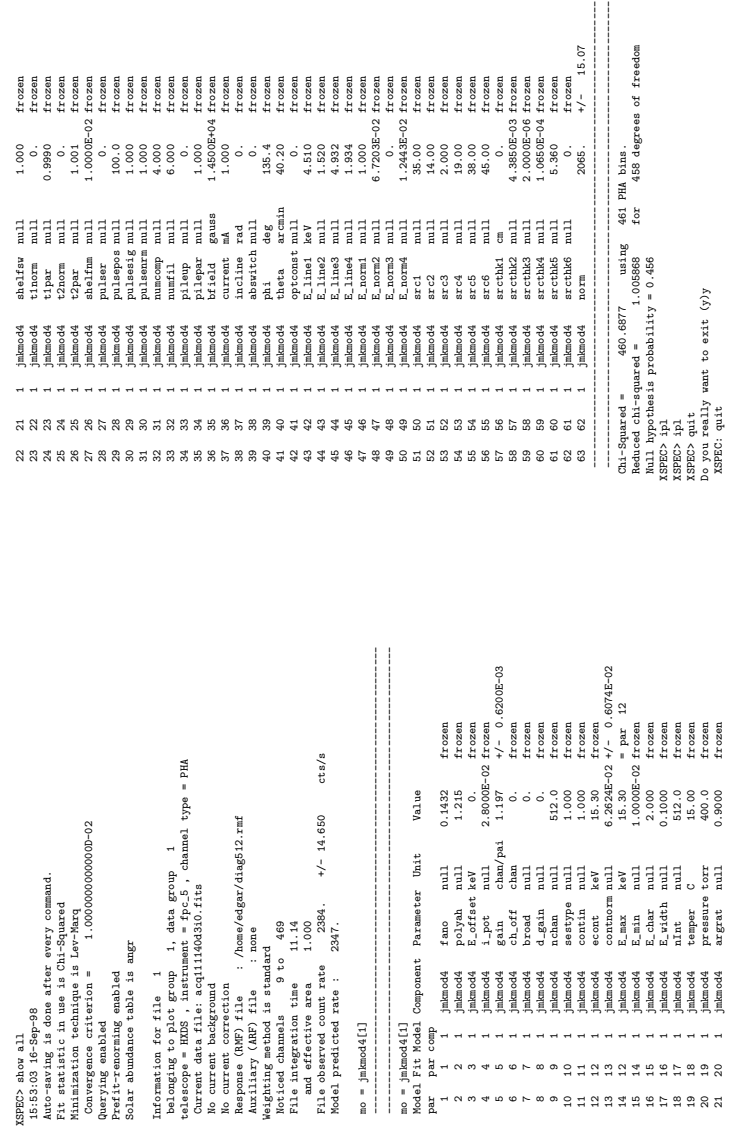 XSPEC> show all
15:53:03 16-Sep-98
Auto-saving is done after every command.
Fit statistic in use is Chi-Squared
Minimization technique is Lev-Marq
Convergence criterion = 1.00000000000000D-02
Querying enabled
Prefit-renorming enabled
Solar abundance table is angr
Information for file 1
belonging to plot group 1, data group 1
telescope = HXDS , instrument = fpc_5 , channel type = PHA
Current data file: acq111140d3i0.fits
No current background
No current correction
Response (RMF) file : /home/edgar/diag512.rmf
Auxiliary (ARF) file : none
Weighting method is standard
Noticed channels 9 to 469
File integration time 11.14
and effective area 1.000
File observed count rate 2384. +/- 14.650 cts/s
Model predicted rate : 2347.
mo = jmkmod4[1]
---------------------------------------------------------------------------
---------------------------------------------------------------------------
mo = jmkmod4[1]
Model Fit Model Component Parameter Unit Value
par par comp
1 1 1 jmkmod4 fano null 0.1432 frozen
2 2 1 jmkmod4 polyah null 1.215 frozen
3 3 1 jmkmod4 E_offset keV 0. frozen
4 4 1 jmkmod4 i_pot null 2.8000E-02 frozen
5 5 1 jmkmod4 gain chan/pai 1.197 +/- 0.6200E-03
6 6 1 jmkmod4 ch_off chan 0. frozen
7 7 1 jmkmod4 broad null 0. frozen
8 8 1 jmkmod4 d_gain null 0. frozen
9 9 1 jmkmod4 nchan null 512.0 frozen
10 10 1 jmkmod4 sestype null 1.000 frozen
11 11 1 jmkmod4 contin null 1.000 frozen
12 12 1 jmkmod4 econt keV 15.30 frozen
13 13 1 jmkmod4 contnorm null 6.2624E-02 +/- 0.6074E-02
14 12 1 jmkmod4 E_max keV 15.30 = par 12
15 14 1 jmkmod4 E_min keV 1.0000E-02 frozen
16 15 1 jmkmod4 E_char keV 2.000 frozen
17 16 1 jmkmod4 E_width null 0.1000 frozen
18 17 1 jmkmod4 nInt null 512.0 frozen
19 18 1 jmkmod4 temper C 15.00 frozen
20 19 1 jmkmod4 pressure torr 400.0 frozen
21 20 1 jmkmod4 argrat null 0.9000 frozen
22 21 1 jmkmod4 shelfsw null 1.000 frozen
23 22 1 jmkmod4 t1norm null 0. frozen
24 23 1 jmkmod4 t1par null 0.9990 frozen
25 24 1 jmkmod4 t2norm null 0. frozen
26 25 1 jmkmod4 t2par null 1.001 frozen
27 26 1 jmkmod4 shelfnm null 1.0000E-02 frozen
28 27 1 jmkmod4 pulser null 0. frozen
29 28 1 jmkmod4 pulsepos null 100.0 frozen
30 29 1 jmkmod4 pulsesig null 1.000 frozen
31 30 1 jmkmod4 pulsenrm null 1.000 frozen
32 31 1 jmkmod4 numcomp null 4.000 frozen
33 32 1 jmkmod4 numfil null 6.000 frozen
34 33 1 jmkmod4 pileup null 0. frozen
35 34 1 jmkmod4 pilepar null 1.000 frozen
36 35 1 jmkmod4 bfield gauss 1.4500E+04 frozen
37 36 1 jmkmod4 current mA 1.000 frozen
38 37 1 jmkmod4 incline rad 0. frozen
39 38 1 jmkmod4 abswitch null 0. frozen
40 39 1 jmkmod4 phi deg 135.4 frozen
41 40 1 jmkmod4 theta arcmin 40.20 frozen
42 41 1 jmkmod4 optconst null 0. frozen
43 42 1 jmkmod4 E_line1 keV 4.510 frozen
44 43 1 jmkmod4 E_line2 null 1.520 frozen
45 44 1 jmkmod4 E_line3 null 4.932 frozen
46 45 1 jmkmod4 E_line4 null 1.934 frozen
47 46 1 jmkmod4 E_norm1 null 1.000 frozen
48 47 1 jmkmod4 E_norm2 null 6.7203E-02 frozen
49 48 1 jmkmod4 E_norm3 null 0. frozen
50 49 1 jmkmod4 E_norm4 null 1.2443E-02 frozen
51 50 1 jmkmod4 src1 null 35.00 frozen
52 51 1 jmkmod4 src2 null 14.00 frozen
53 52 1 jmkmod4 src3 null 2.000 frozen
54 53 1 jmkmod4 src4 null 19.00 frozen
55 54 1 jmkmod4 src5 null 38.00 frozen
56 55 1 jmkmod4 src6 null 45.00 frozen
57 56 1 jmkmod4 srcthk1 cm 0. frozen
58 57 1 jmkmod4 srcthk2 null 4.3850E-03 frozen
59 58 1 jmkmod4 srcthk3 null 2.0000E-06 frozen
60 59 1 jmkmod4 srcthk4 null 1.0650E-04 frozen
61 60 1 jmkmod4 srcthk5 null 5.360 frozen
62 61 1 jmkmod4 srcthk6 null 0. frozen
63 62 1 jmkmod4 norm 2065. +/- 15.07
---------------------------------------------------------------------------
---------------------------------------------------------------------------
Chi-Squared = 460.6877 using 461 PHA bins.
Reduced chi-squared = 1.005868 for 458 degrees of freedom
Null hypothesis probability = 0.456
XSPEC> ipl
XSPEC> ipl
XSPEC> quit
Do you really want to exit (y)y
XSPEC: quit